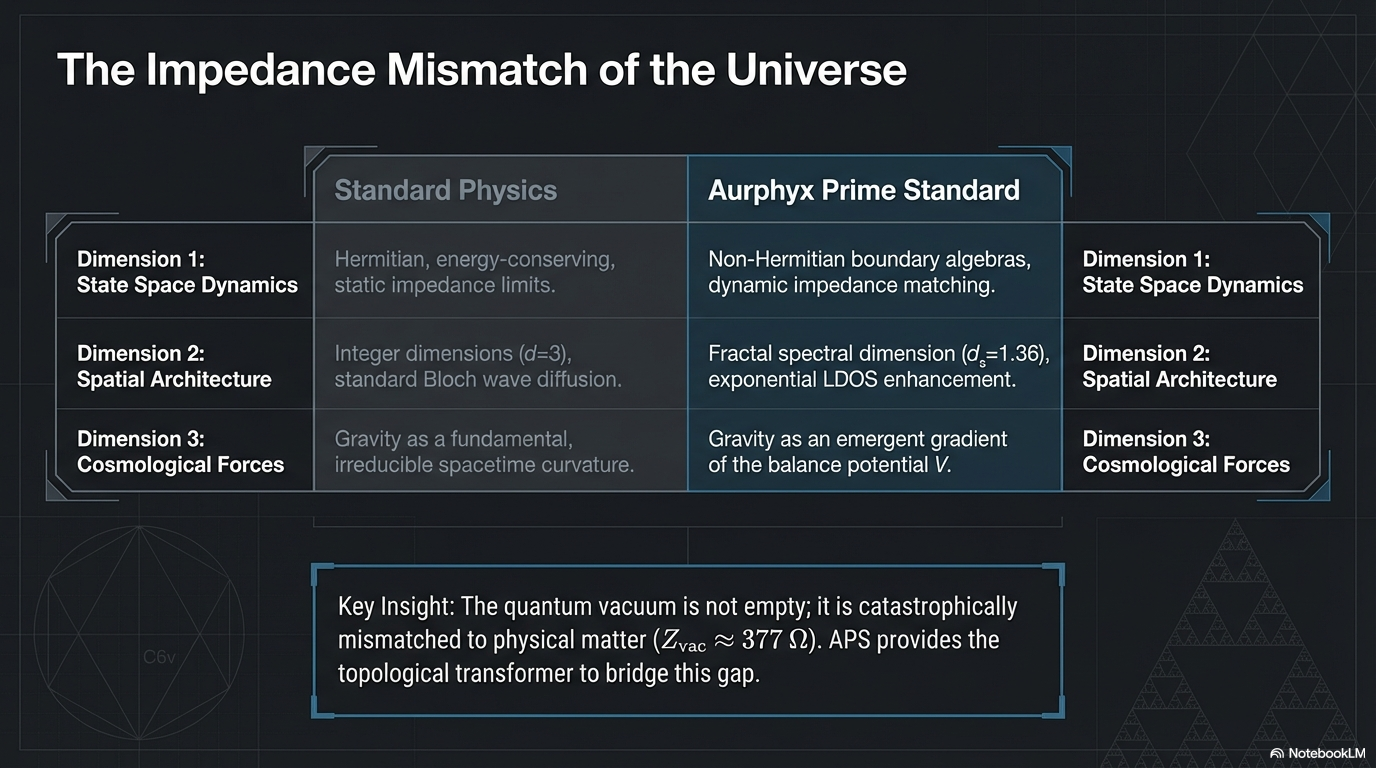 The Impedance Mismatch of the Universe
Standard Physics
Aurphyx Prime Standard
Dimension 1:
State Space Dynamics
Hermitian, energy-conserving,
static impedance limits.
Non-Hermitian boundary algebras,
dynamic impedance matching.
Dimension 1:
State Space Dynamics
Dimension 2:
Spatial Architecture
Integer dimensions (d=3),
standard Bloch wave diffusion.
Fractal spectral dimension (dₛ=1.36),
exponential LDOS enhancement.
Dimension 2:
Spatial Architecture
Dimension 3:
Cosmological Forces
Gravity as a fundamental,
irreducible spacetime curvature.
Gravity as an emergent gradient
of the balance potential V.
Dimension 3:
Cosmological Forces
Key Insight: The quantum vacuum is not empty; it is catastrophically
mismatched to physical matter (Z_vac ≈ 377 Ω). APS provides the
topological transformer to bridge this gap.
C6v
NotebookLM